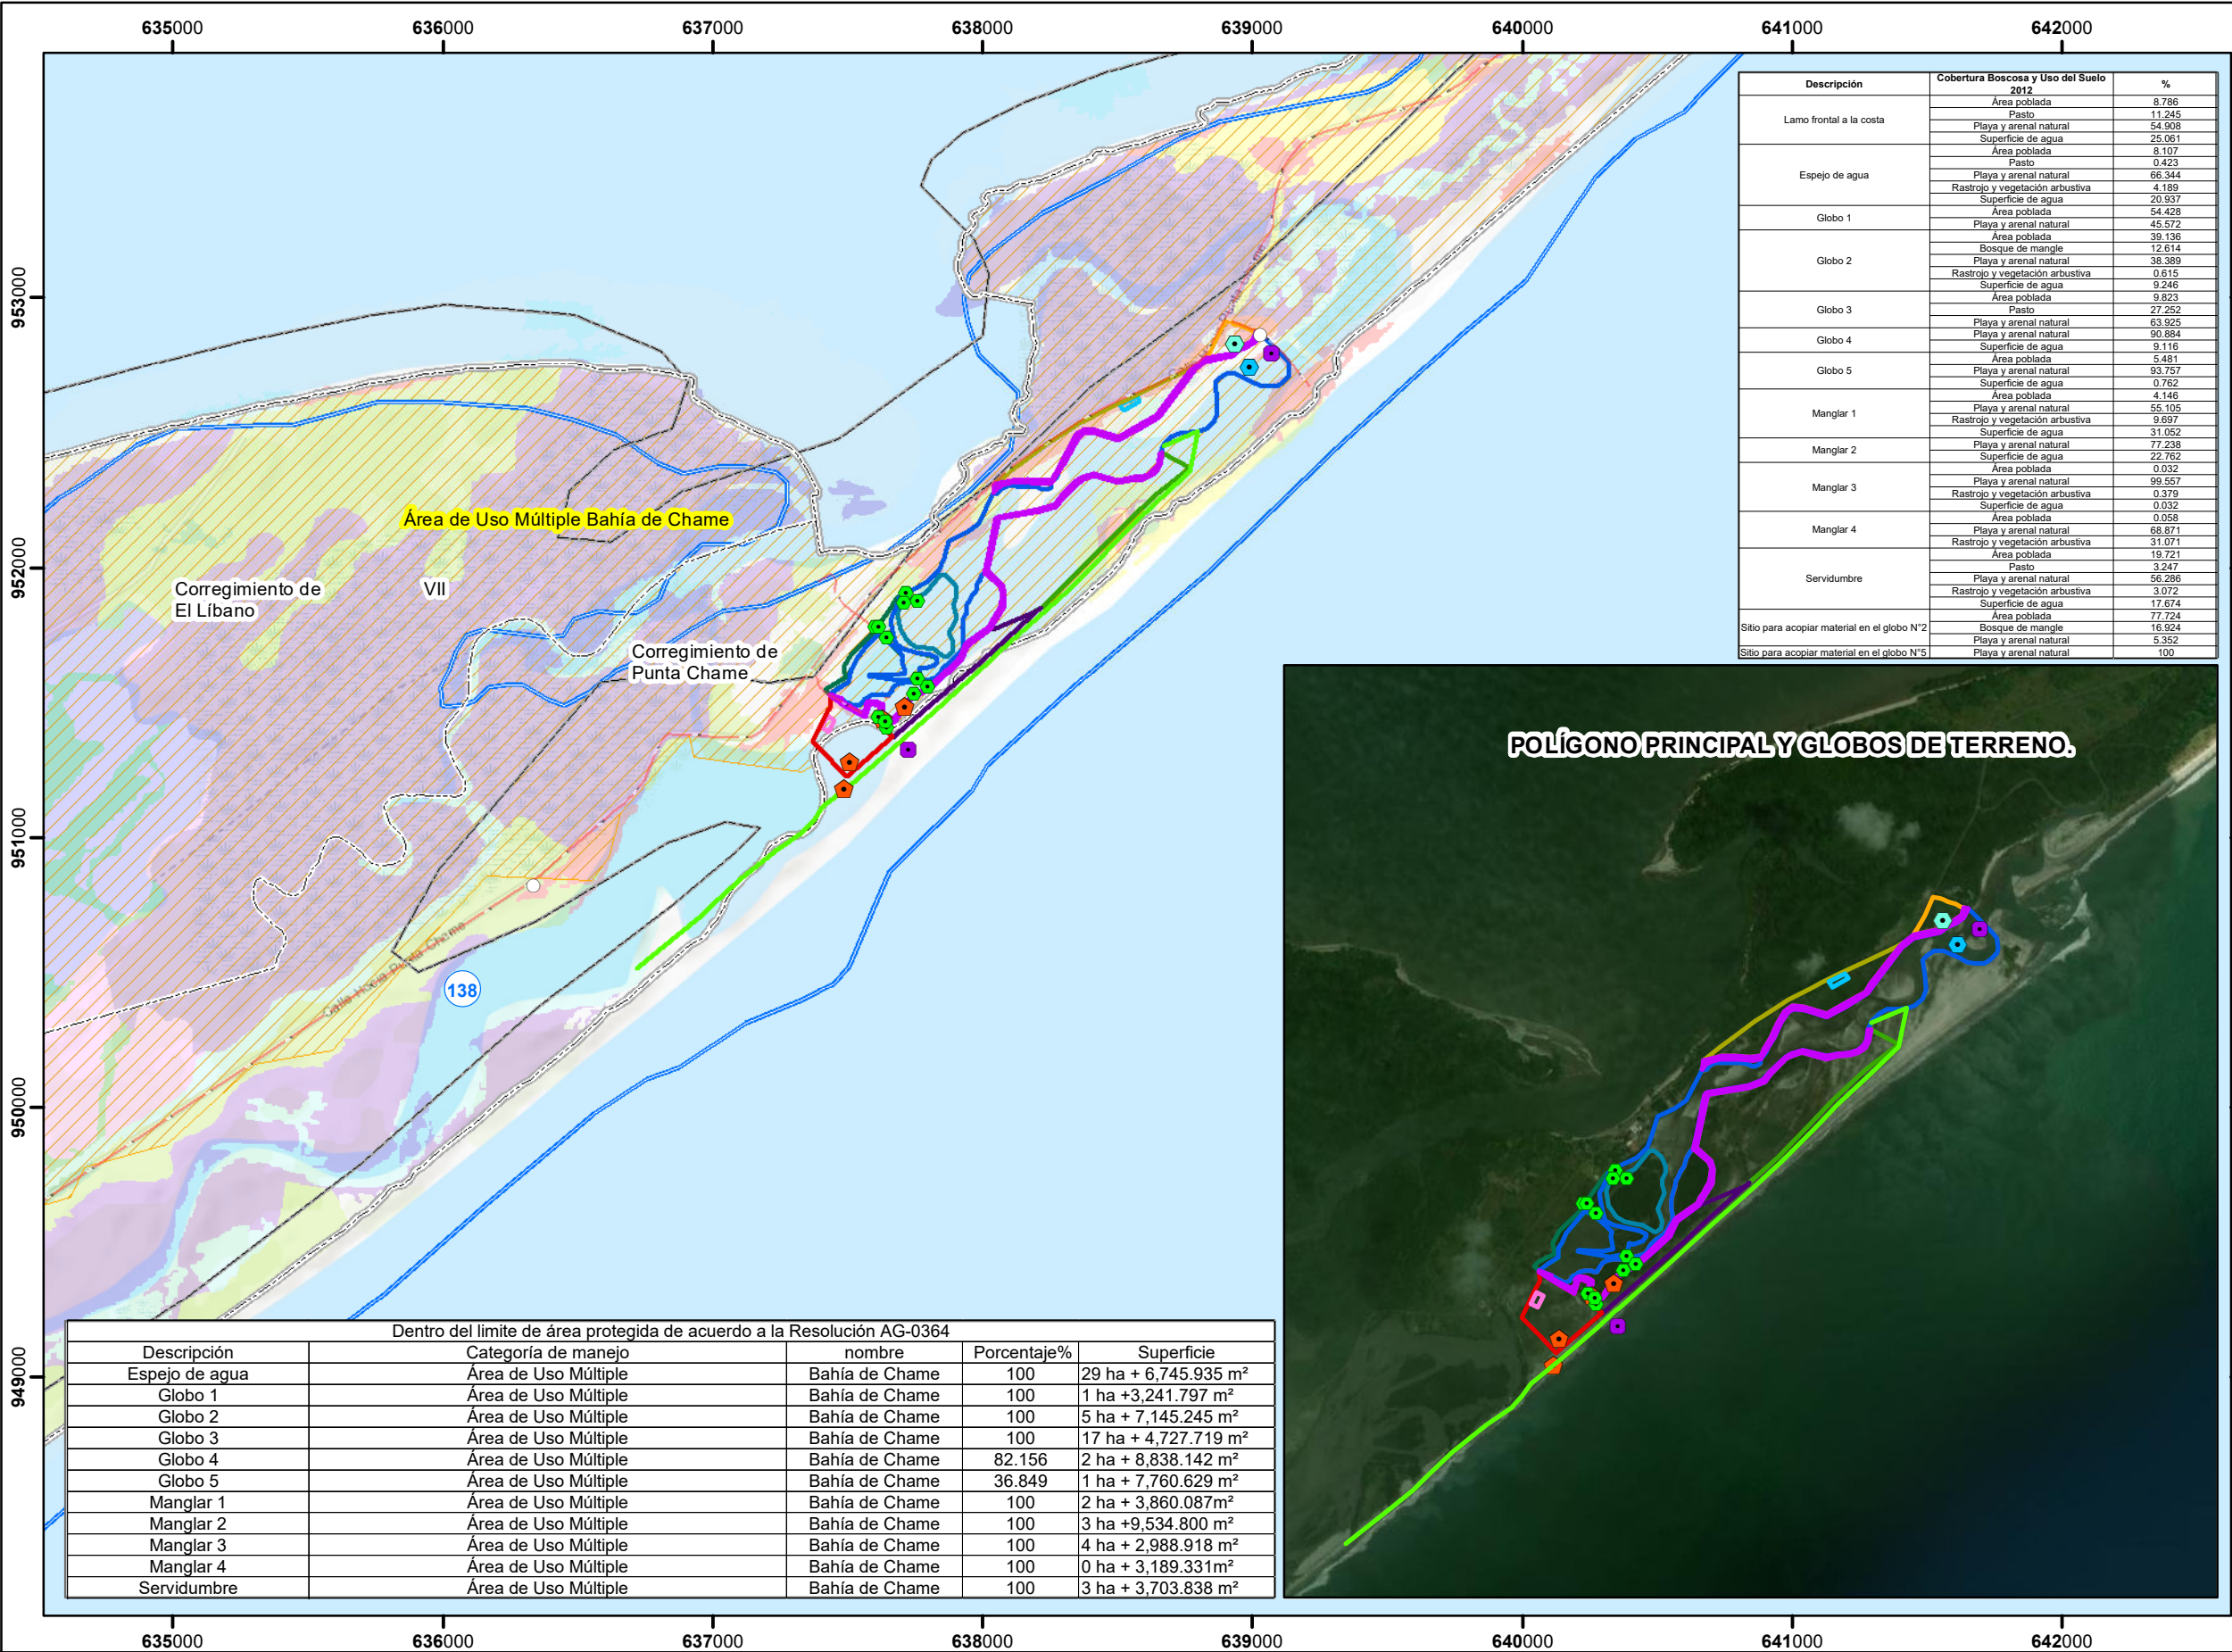 635000 636000 637000 638000 639000 640000 641000 642000
953000
952000
951000
950000
949000
Descripción Cobertura Boscosa y Uso del Suelo 2012 %
Lamo frontal a la costa Área poblada 8.786
Pasto 11.245
Playa y arenal natural 54.908
Superficie de agua 25.061
Espejo de agua Área poblada 8.107
Pasto 0.423
Playa y arenal natural 66.344
Rastrojo y vegetación arbustiva 4.189
Superficie de agua 20.937
Globo 1 Área poblada 54.428
Playa y arenal natural 45.572
Globo 2 Área poblada 39.136
Bosque de mangle 12.614
Playa y arenal natural 38.389
Rastrojo y vegetación arbustiva 0.615
Superficie de agua 9.246
Globo 3 Área poblada 9.823
Pasto 27.252
Playa y arenal natural 63.925
Globo 4 Playa y arenal natural 90.884
Superficie de agua 9.116
Globo 5 Área poblada 5.481
Playa y arenal natural 93.757
Superficie de agua 0.762
Manglar 1 Área poblada 4.146
Playa y arenal natural 55.105
Rastrojo y vegetación arbustiva 9.697
Superficie de agua 31.052
Manglar 2 Playa y arenal natural 77.238
Superficie de agua 22.762
Manglar 3 Área poblada 0.032
Playa y arenal natural 99.557
Rastrojo y vegetación arbustiva 0.379
Superficie de agua 0.032
Manglar 4 Área poblada 0.058
Playa y arenal natural 68.871
Rastrojo y vegetación arbustiva 31.071
Servidumbre Área poblada 19.721
Pasto 3.247
Playa y arenal natural 56.286
Rastrojo y vegetación arbustiva 3.072
Superficie de agua 17.674
Sitio para acopiar material en el globo N°2 Área poblada 77.724
Bosque de mangle 16.924
Playa y arenal natural 5.352
Sitio para acopiar material en el globo N°5 Playa y arenal natural 100
Área de Uso Múltiple Bahía de Chame
Corregimiento de
El Líbano
VII
Corregimiento de
Punta Chame
Calle Hacia Punta Chame
138
POLÍGONO PRINCIPAL Y GLOBOS DE TERRENO.
Dentro del limite de área protegida de acuerdo a la Resolución AG-0364
Descripción Categoría de manejo nombre Porcentaje% Superficie
Espejo de agua Área de Uso Múltiple Bahía de Chame 100 29 ha + 6,745.935 m²
Globo 1 Área de Uso Múltiple Bahía de Chame 100 1 ha +3,241.797 m²
Globo 2 Área de Uso Múltiple Bahía de Chame 100 5 ha + 7,145.245 m²
Globo 3 Área de Uso Múltiple Bahía de Chame 100 17 ha + 4,727.719 m²
Globo 4 Área de Uso Múltiple Bahía de Chame 82.156 2 ha + 8,838.142 m²
Globo 5 Área de Uso Múltiple Bahía de Chame 36.849 1 ha + 7,760.629 m²
Manglar 1 Área de Uso Múltiple Bahía de Chame 100 2 ha + 3,860.087m²
Manglar 2 Área de Uso Múltiple Bahía de Chame 100 3 ha +9,534.800 m²
Manglar 3 Área de Uso Múltiple Bahía de Chame 100 4 ha + 2,988.918 m²
Manglar 4 Área de Uso Múltiple Bahía de Chame 100 0 ha + 3,189.331m²
Servidumbre Área de Uso Múltiple Bahía de Chame 100 3 ha + 3,703.838 m²
635000 636000 637000 638000 639000 640000 641000 642000